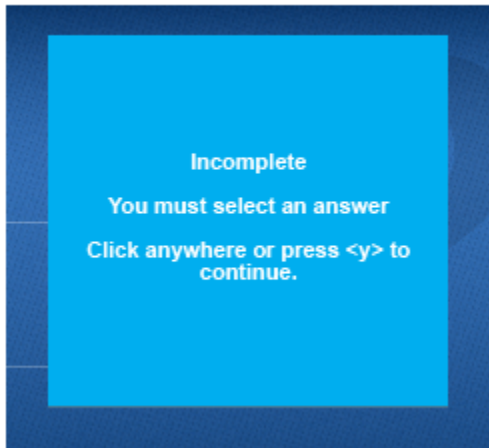 Incomplete
You must select an answer
Click anywhere or press <y> to
continue.